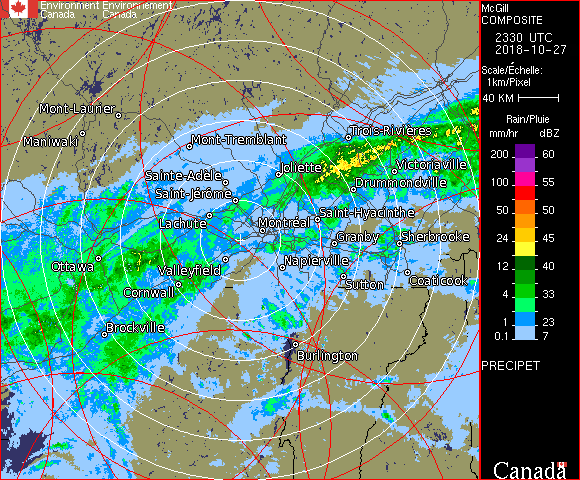 Environment Environnement
Canada Canada
McGill
COMPOSITE
2330 UTC
2018-10-27
Scale/Échelle:
1km/Pixel
40 KM
Rain/Pluie
mm/hr dBZ
200 60
100 55
50 50
24 45
12 40
4 33
1 23
0.1 7
PRECIPET
Canada
Mont-Laurier
Maniwaki
Mont-Tremblant
Trois-Rivières
Sainte-Adèle
Joliette
Victoriaville
Saint-Jérôme
Drummondville
Lachute
Montréal
Saint-Hyacinthe
Granby
Sherbrooke
Ottawa
Valleyfield
Napierville
Cornwall
Sutton
Coaticook
Brockville
Burlington